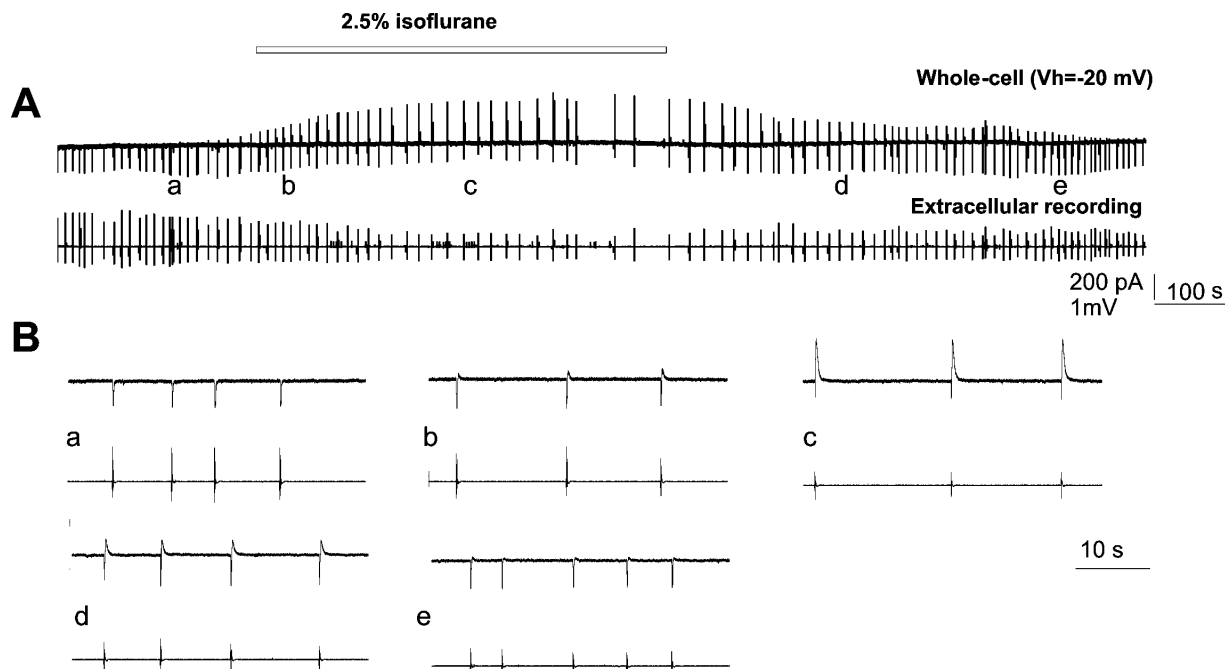 2.5% isoflurane
Whole-cell (Vh=-20 mV)
A
a b c d e
Extracellular recording
200 pA
1mV
100 s
B
a b c
10 s
d e